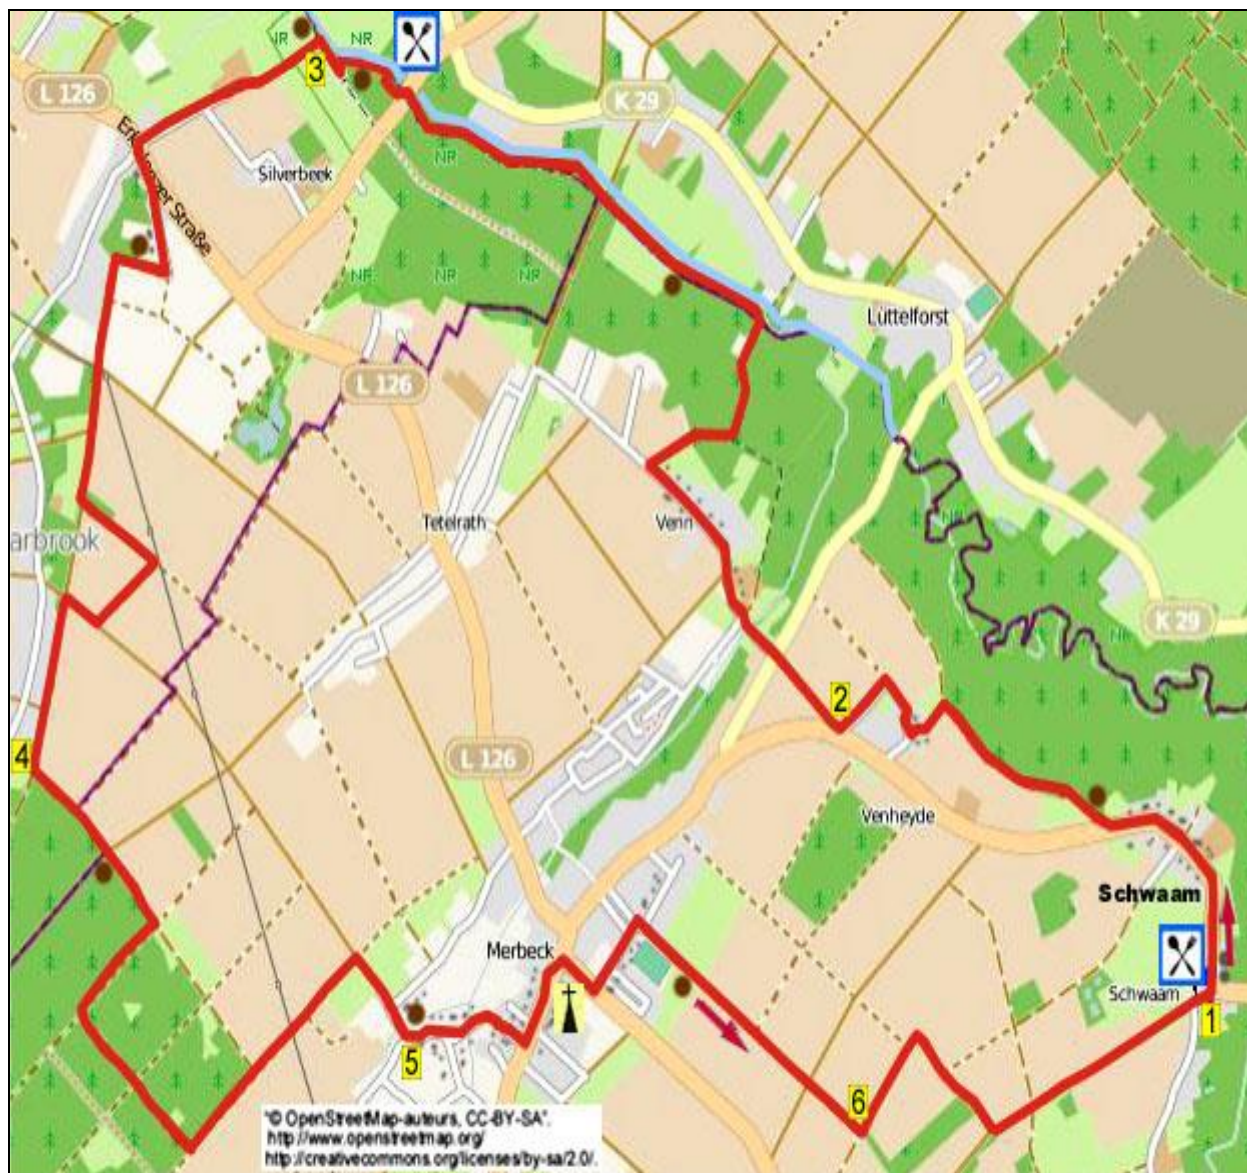 NR
NR
3
L 126
K 29
Silverbeek
NR
NR
NR
NR
Straße
Lüttelforst
L 126
Tetelrath
Venn
arbrook
NR
K 29
2
4
L 126
Venheyde
Schwaam
Merbeck
Schwaam
1
5
6
"© OpenStreetMap-auteurs, CC-BY-SA".
http://www.openstreetmap.org/
http://creativecommons.org/licenses/by-sa/2.0/.